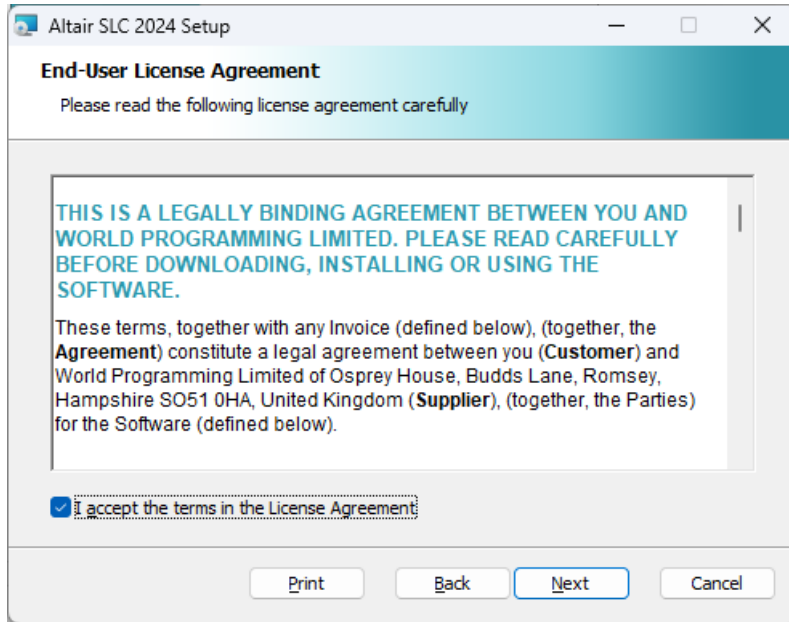 Altair SLC 2024 Setup
End-User License Agreement
Please read the following license agreement carefully
THIS IS A LEGALLY BINDING AGREEMENT BETWEEN YOU AND
WORLD PROGRAMMING LIMITED. PLEASE READ CAREFULLY
BEFORE DOWNLOADING, INSTALLING OR USING THE
SOFTWARE.
These terms, together with any Invoice (defined below), (together, the
Agreement) constitute a legal agreement between you (Customer) and
World Programming Limited of Osprey House, Budds Lane, Romsey,
Hampshire SO51 0HA, United Kingdom (Supplier), (together, the Parties)
for the Software (defined below).
I accept the terms in the License Agreement
Print Back Next Cancel